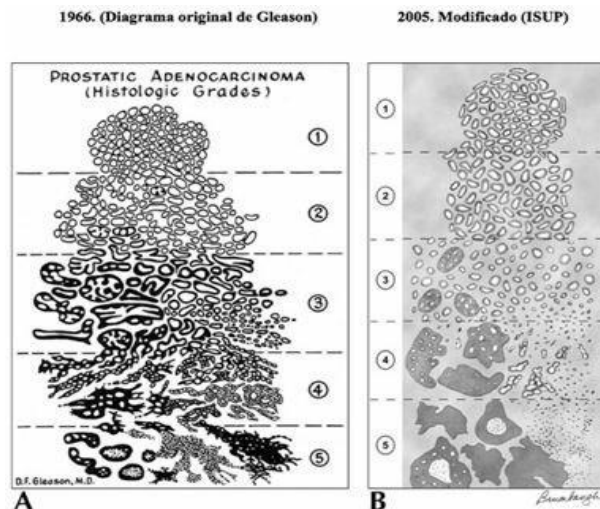 1966. (Diagrama original de Gleason)
2005. Modificado (ISUP)
PROSTATIC ADENOCARCINOMA
(Histologic Grades)
①
②
③
④
⑤
D.F. Gleason, M.D.
A
①
②
③
④
⑤
B
Brumbaugh